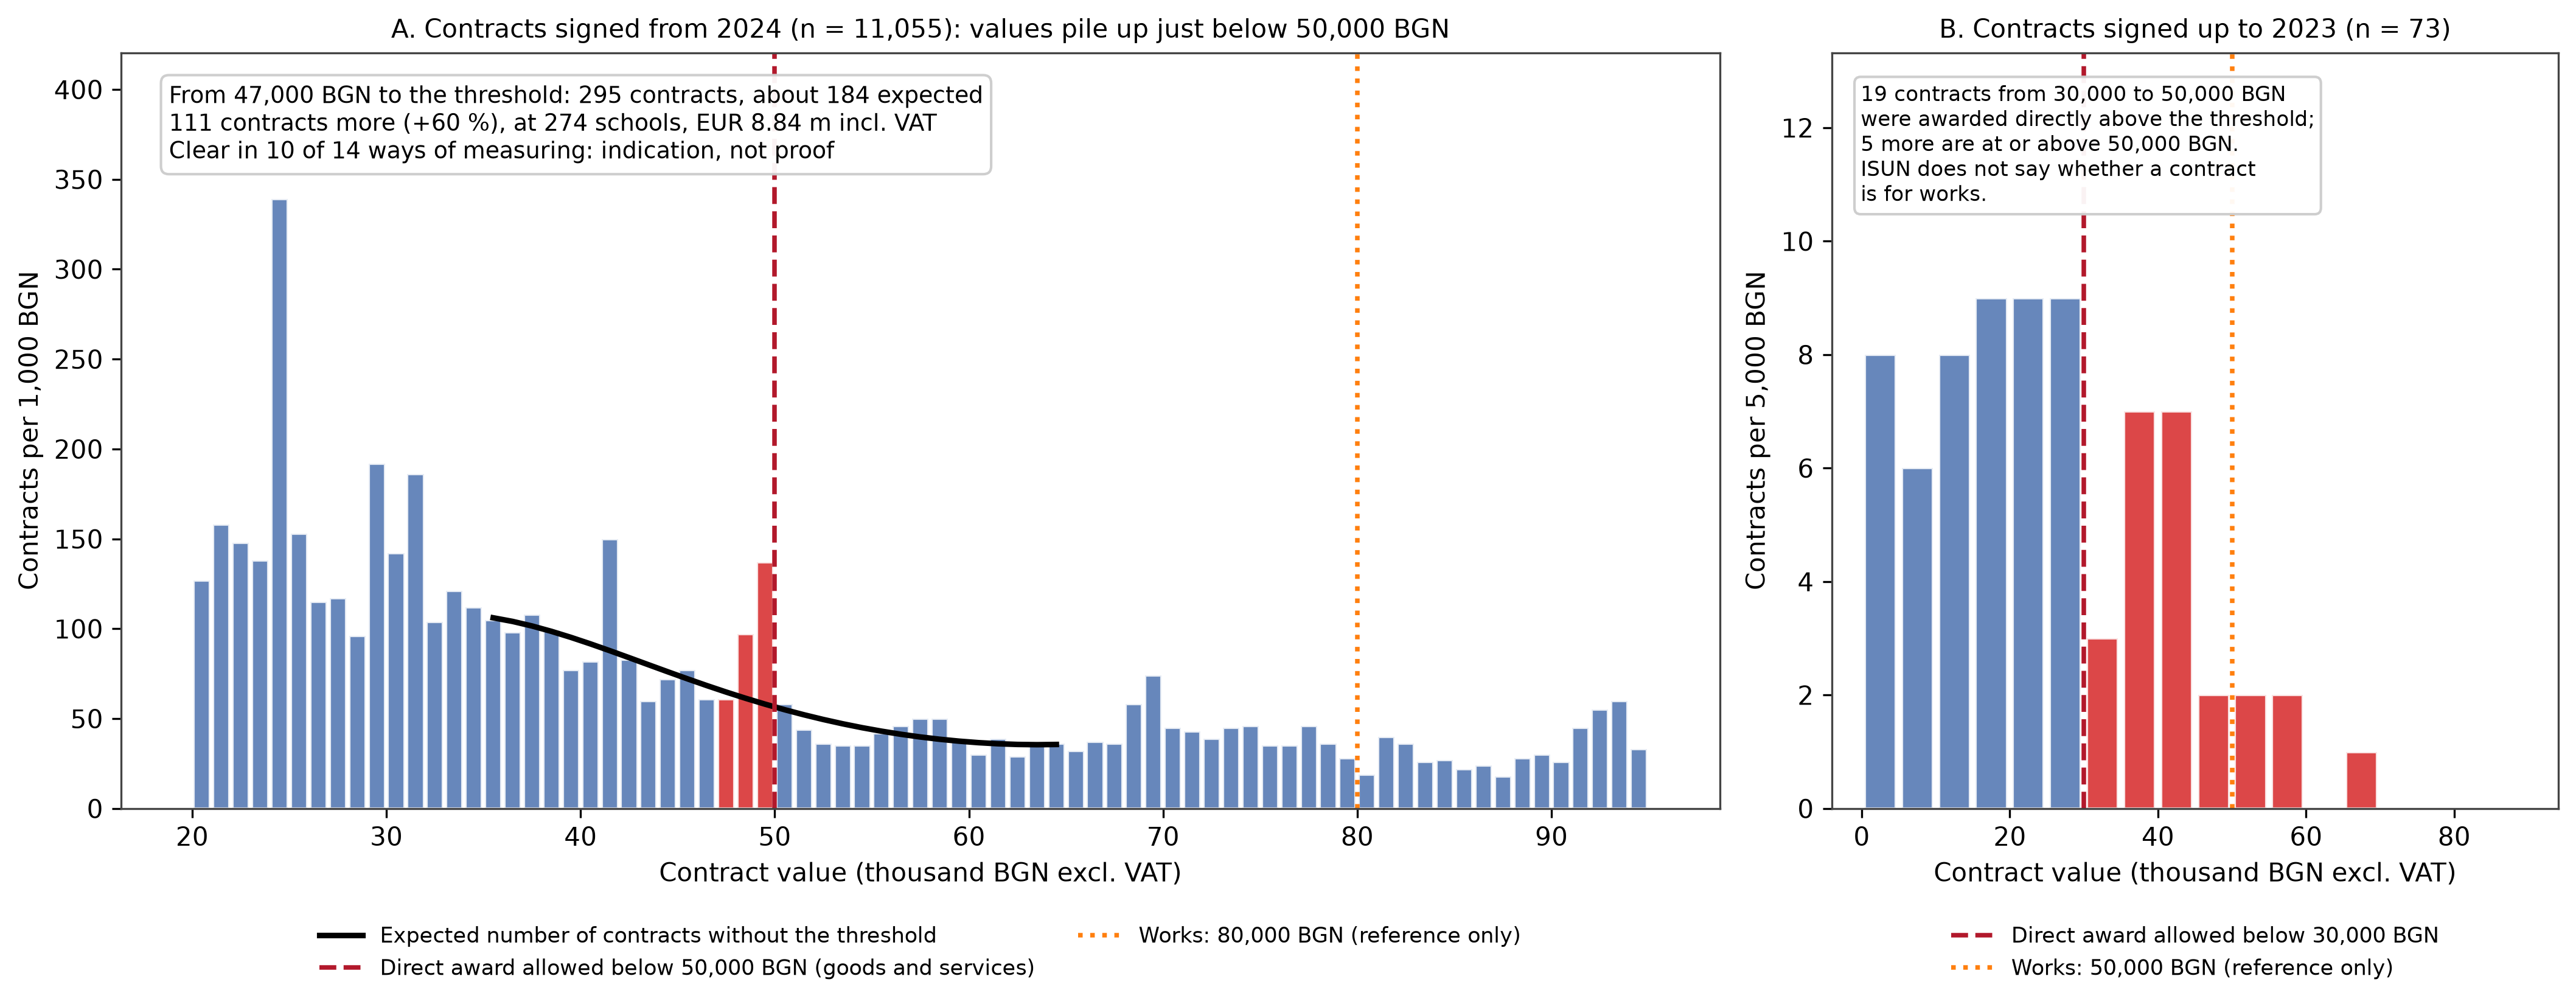 A. Contracts signed from 2024 (n = 11,055): values pile up just below 50,000 BGN
Contracts per 1,000 BGN
400
350
300
250
200
150
100
50
0
From 47,000 BGN to the threshold: 295 contracts, about 184 expected
111 contracts more (+60 %), at 274 schools, EUR 8.84 m incl. VAT
Clear in 10 of 14 ways of measuring: indication, not proof
20 30 40 50 60 70 80 90
Contract value (thousand BGN excl. VAT)
Expected number of contracts without the threshold
Direct award allowed below 50,000 BGN (goods and services)
Works: 80,000 BGN (reference only)
B. Contracts signed up to 2023 (n = 73)
Contracts per 5,000 BGN
12
10
8
6
4
2
0
19 contracts from 30,000 to 50,000 BGN
were awarded directly above the threshold;
5 more are at or above 50,000 BGN.
ISUN does not say whether a contract
is for works.
0 20 40 60 80
Contract value (thousand BGN excl. VAT)
Direct award allowed below 30,000 BGN
Works: 50,000 BGN (reference only)